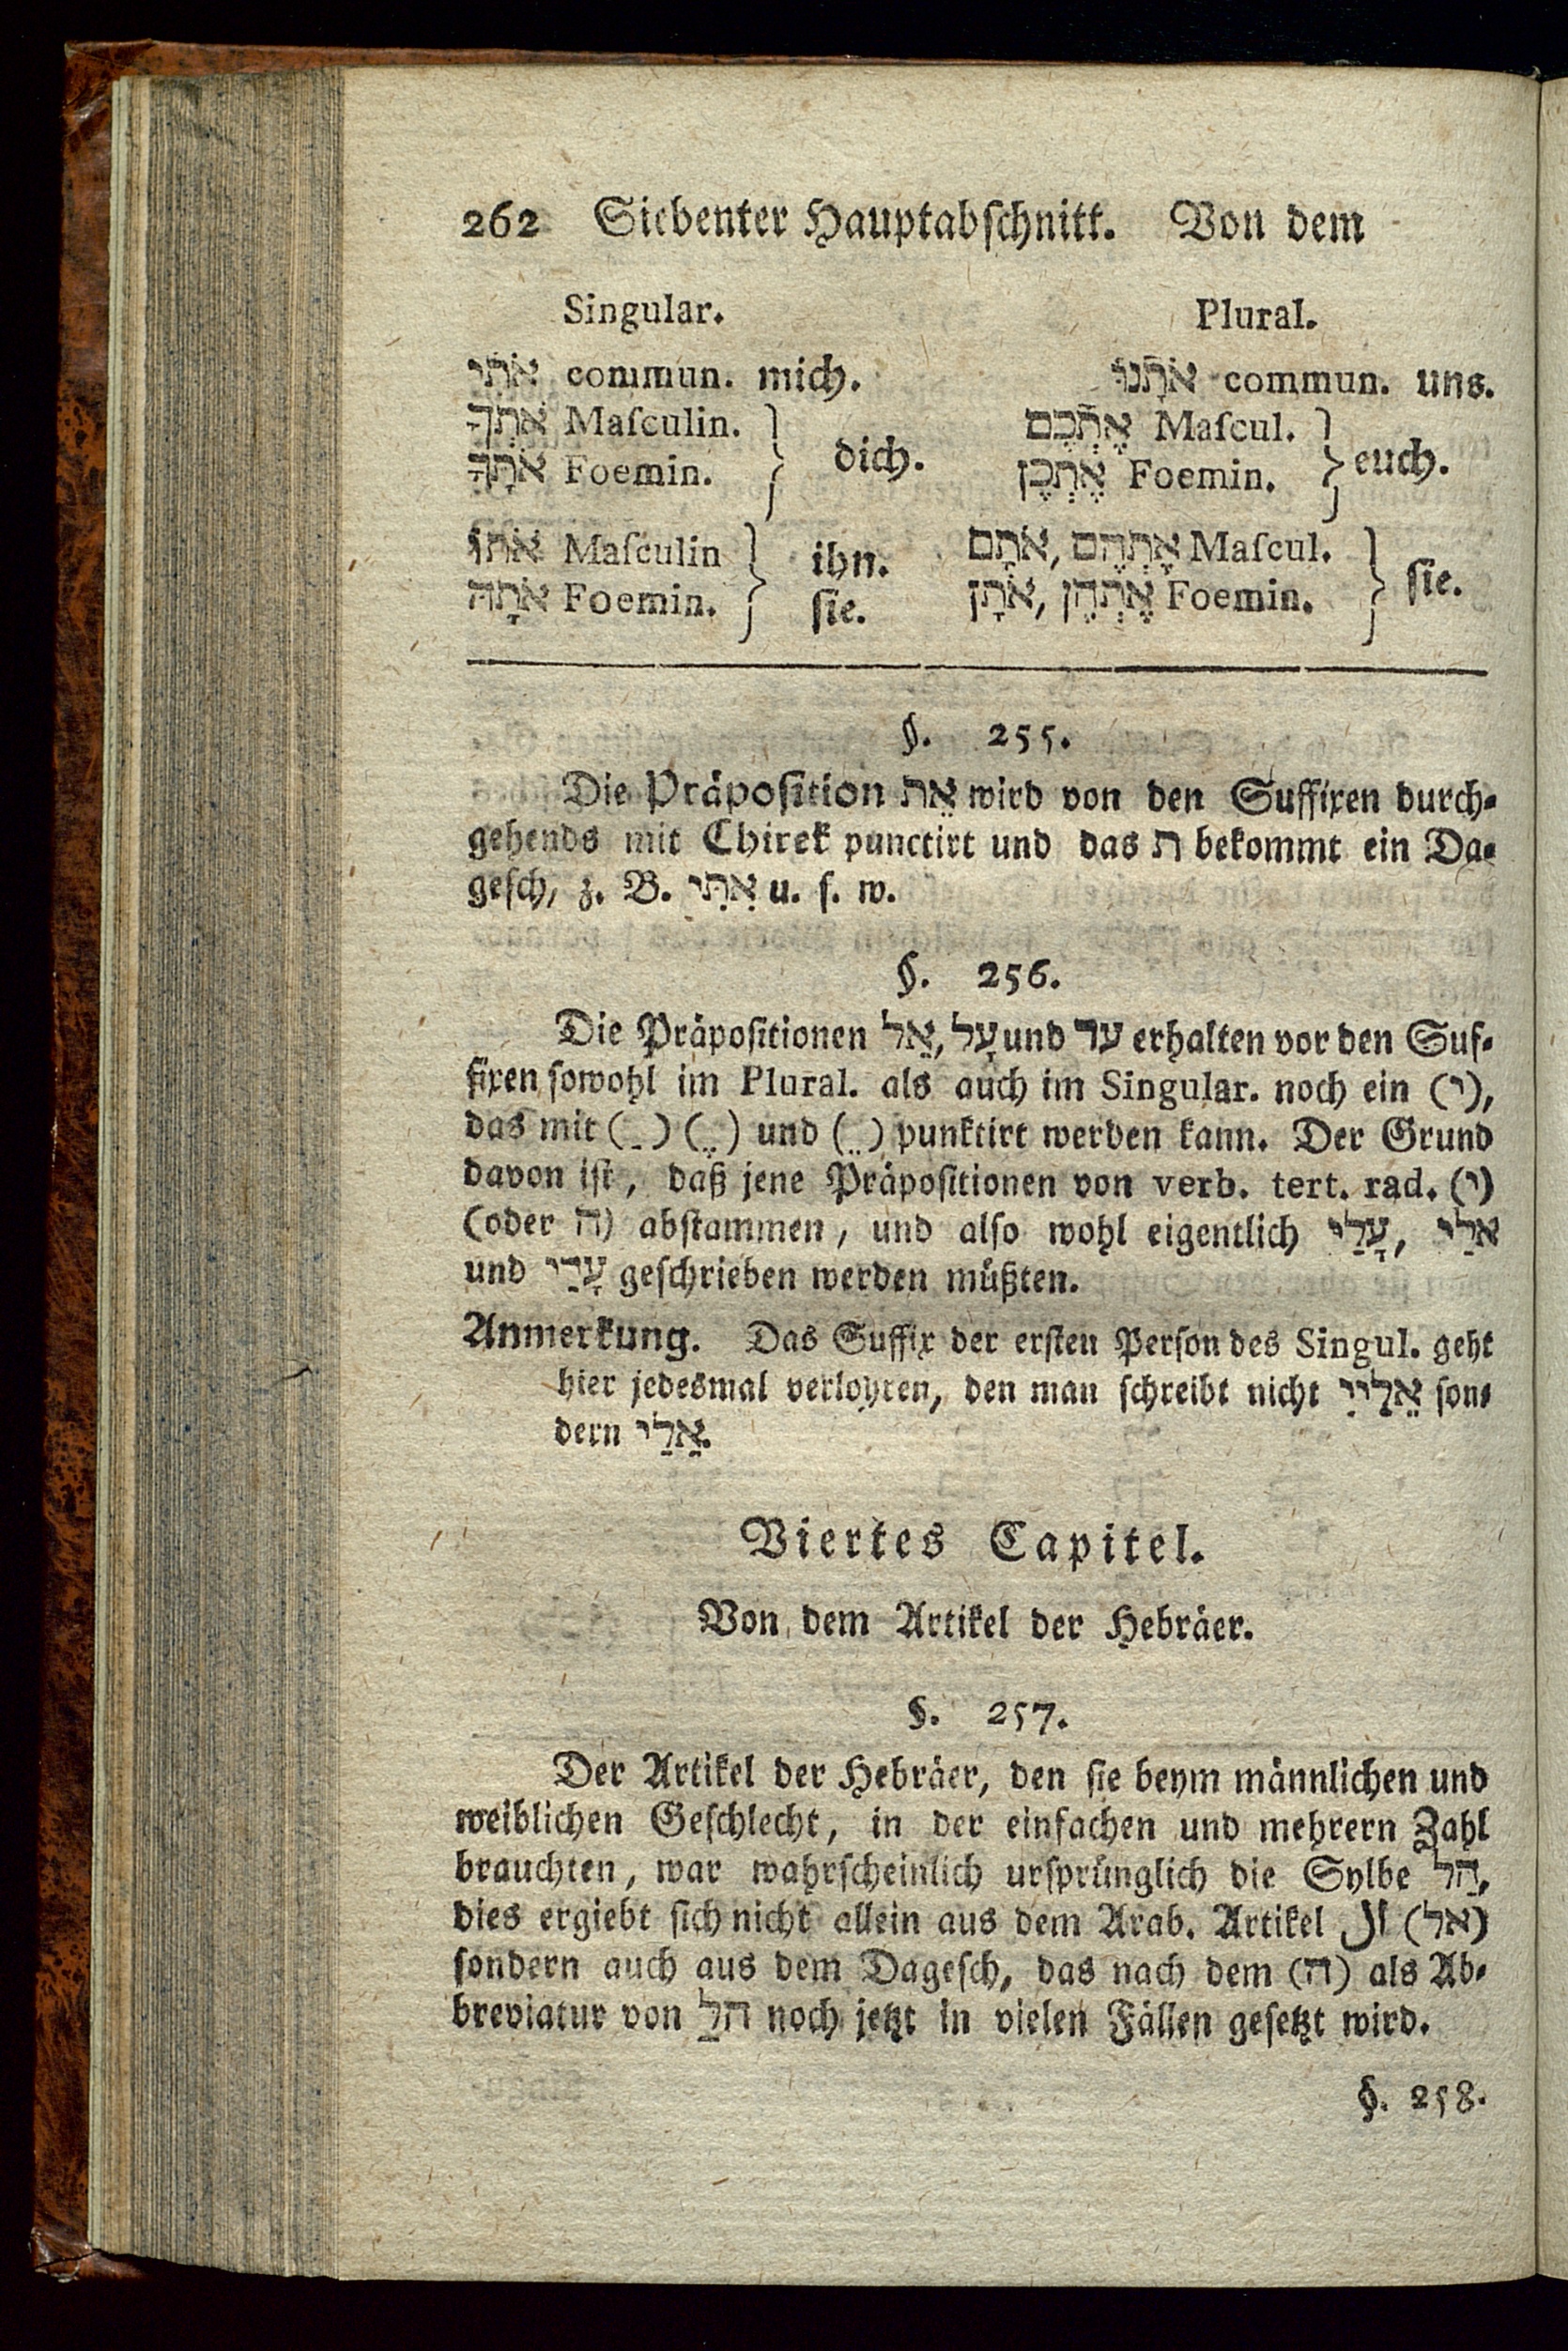 262 Siebenter Hauptabschnitt. Von dem
Singular. Plural.
אֹתִי commun. mich. אֹתָנוּ commun. uns.
אֹתְךָ Maſculin. } dich. אֶתְכֶם Maſcul. } euch.
אֹתָךְ Foemin. אֶתְכֶן Foemin.
אֹתוֹ Maſculin } ihn. אֹתָם, אֶתְהֶם Maſcul. } sie.
אֹתָהּ Foemin. sie. אֹתָן, אֶתְהֶן Foemin.
§. 255.
Die Präposition אֵת wird von den Suffixen durch-
gehends mit Chirek punctirt und das ת bekommt ein Da-
gesch, z. B. אִתִּי u. s. w.
§. 256.
Die Präpositionen אֵל, עָל und עד erhalten vor den Suf-
fixen sowohl im Plural. als auch im Singular. noch ein (י),
das mit ( ַ ) ( ֶ ) und ( ֵ ) punktirt werden kann. Der Grund
davon ist, daß jene Präpositionen von verb. tert. rad. (י)
(oder ה) abstammen, und also wohl eigentlich עָלַי, אלַי
und עָדַי geschrieben werden müßten.
Anmerkung. Das Suffix der ersten Person des Singul. geht
hier jedesmal verlohren, den man schreibt nicht אֵלַיִי son-
dern אֵלַי.
Viertes Capitel.
Von dem Artikel der Hebräer.
§. 257.
Der Artikel der Hebräer, den sie beym männlichen und
weiblichen Geschlecht, in der einfachen und mehrern Zahl
brauchten, war wahrscheinlich ursprünglich die Sylbe הַל,
dies ergiebt sich nicht allein aus dem Arab. Artikel ال (אל)
sondern auch aus dem Dagesch, das nach dem (ה) als Ab-
breviatur von הלַ noch jetzt in vielen Fällen gesetzt wird.
§. 258.